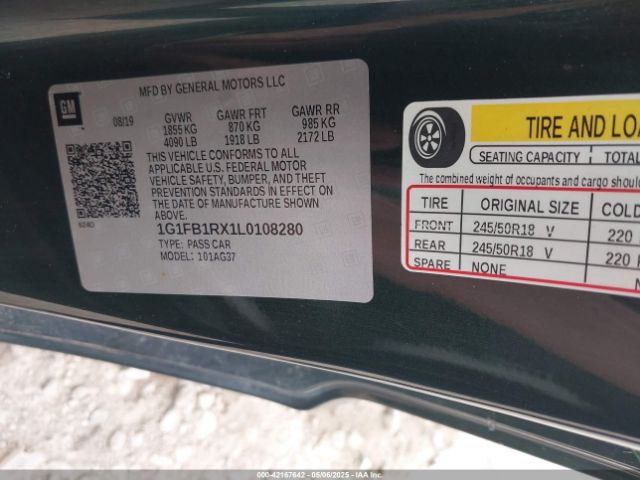 GM
MFD BY GENERAL MOTORS LLC
08/19
GVWR GAWR FRT GAWR RR
1855 KG 870 KG 985 KG
4090 LB 1918 LB 2172 LB
THIS VEHICLE CONFORMS TO ALL
APPLICABLE U.S. FEDERAL MOTOR
VEHICLE SAFETY, BUMPER, AND THEFT
PREVENTION STANDARDS IN EFFECT ON
THE DATE OF MANUFACTURE SHOWN
ABOVE.
1G1FB1RX1L0108280
TYPE: PASS CAR
MODEL: 101AG37
TIRE AND LOA
SEATING CAPACITY TOTAL
The combined weight of occupants and cargo shou
TIRE ORIGINAL SIZE COLD
FRONT 245/50R18 V 220
REAR 245/50R18 V 220
SPARE NONE
000-42167642 - 05/06/2025 - IAAI.COM